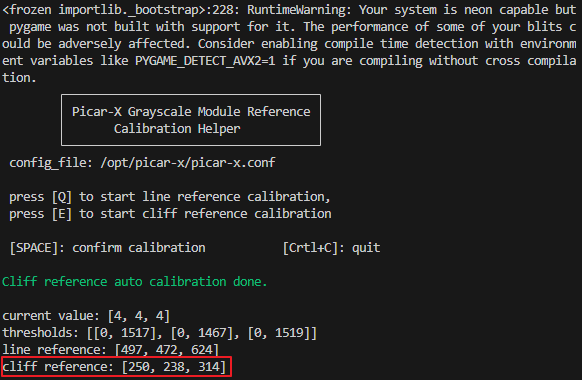 <frozen importlib._bootstrap>:228: RuntimeWarning: Your system is neon capable but
pygame was not built with support for it. The performance of some of your blits c
ould be adversely affected. Consider enabling compile time detection with environm
ent variables like PYGAME_DETECT_AVX2=1 if you are compiling without cross compila
tion.
Picar-X Grayscale Module Reference
Calibration Helper
config_file: /opt/picar-x/picar-x.conf
press [Q] to start line reference calibration,
press [E] to start cliff reference calibration
[SPACE]: confirm calibration [Crtl+C]: quit
Cliff reference auto calibration done.
current value: [4, 4, 4]
thresholds: [[0, 1517], [0, 1467], [0, 1519]]
line reference: [497, 472, 624]
cliff reference: [250, 238, 314]